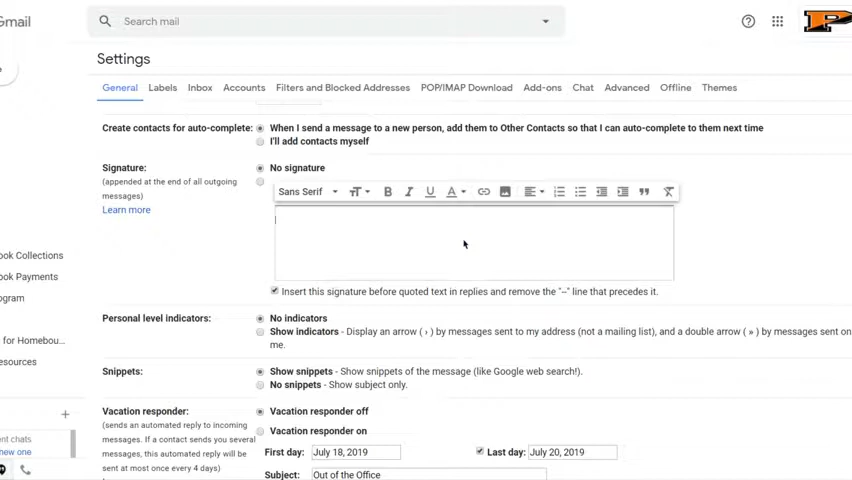 Gmail
Search mail
Settings
General Labels Inbox Accounts Filters and Blocked Addresses POP/IMAP Download Add-ons Chat Advanced Offline Themes
Create contacts for auto-complete: When I send a message to a new person, add them to Other Contacts so that I can auto-complete to them next time
I'll add contacts myself
Signature: No signature
(appended at the end of all outgoing
messages)
Learn more
Sans Serif
Insert this signature before quoted text in replies and remove the "--" line that precedes it.
Personal level indicators: No indicators
Show indicators - Display an arrow ( › ) by messages sent to my address (not a mailing list), and a double arrow ( » ) by messages sent on
me.
Snippets: Show snippets - Show snippets of the message (like Google web search!).
No snippets - Show subject only.
Vacation responder: Vacation responder off
(sends an automated reply to incoming
messages. If a contact sends you several
messages, this automated reply will be
sent at most once every 4 days)
Vacation responder on
First day: July 18, 2019 Last day: July 20, 2019
Subject: Out of the Office
ook Collections
ook Payments
ogram
for Homebou...
esources
ent chats
new one
P